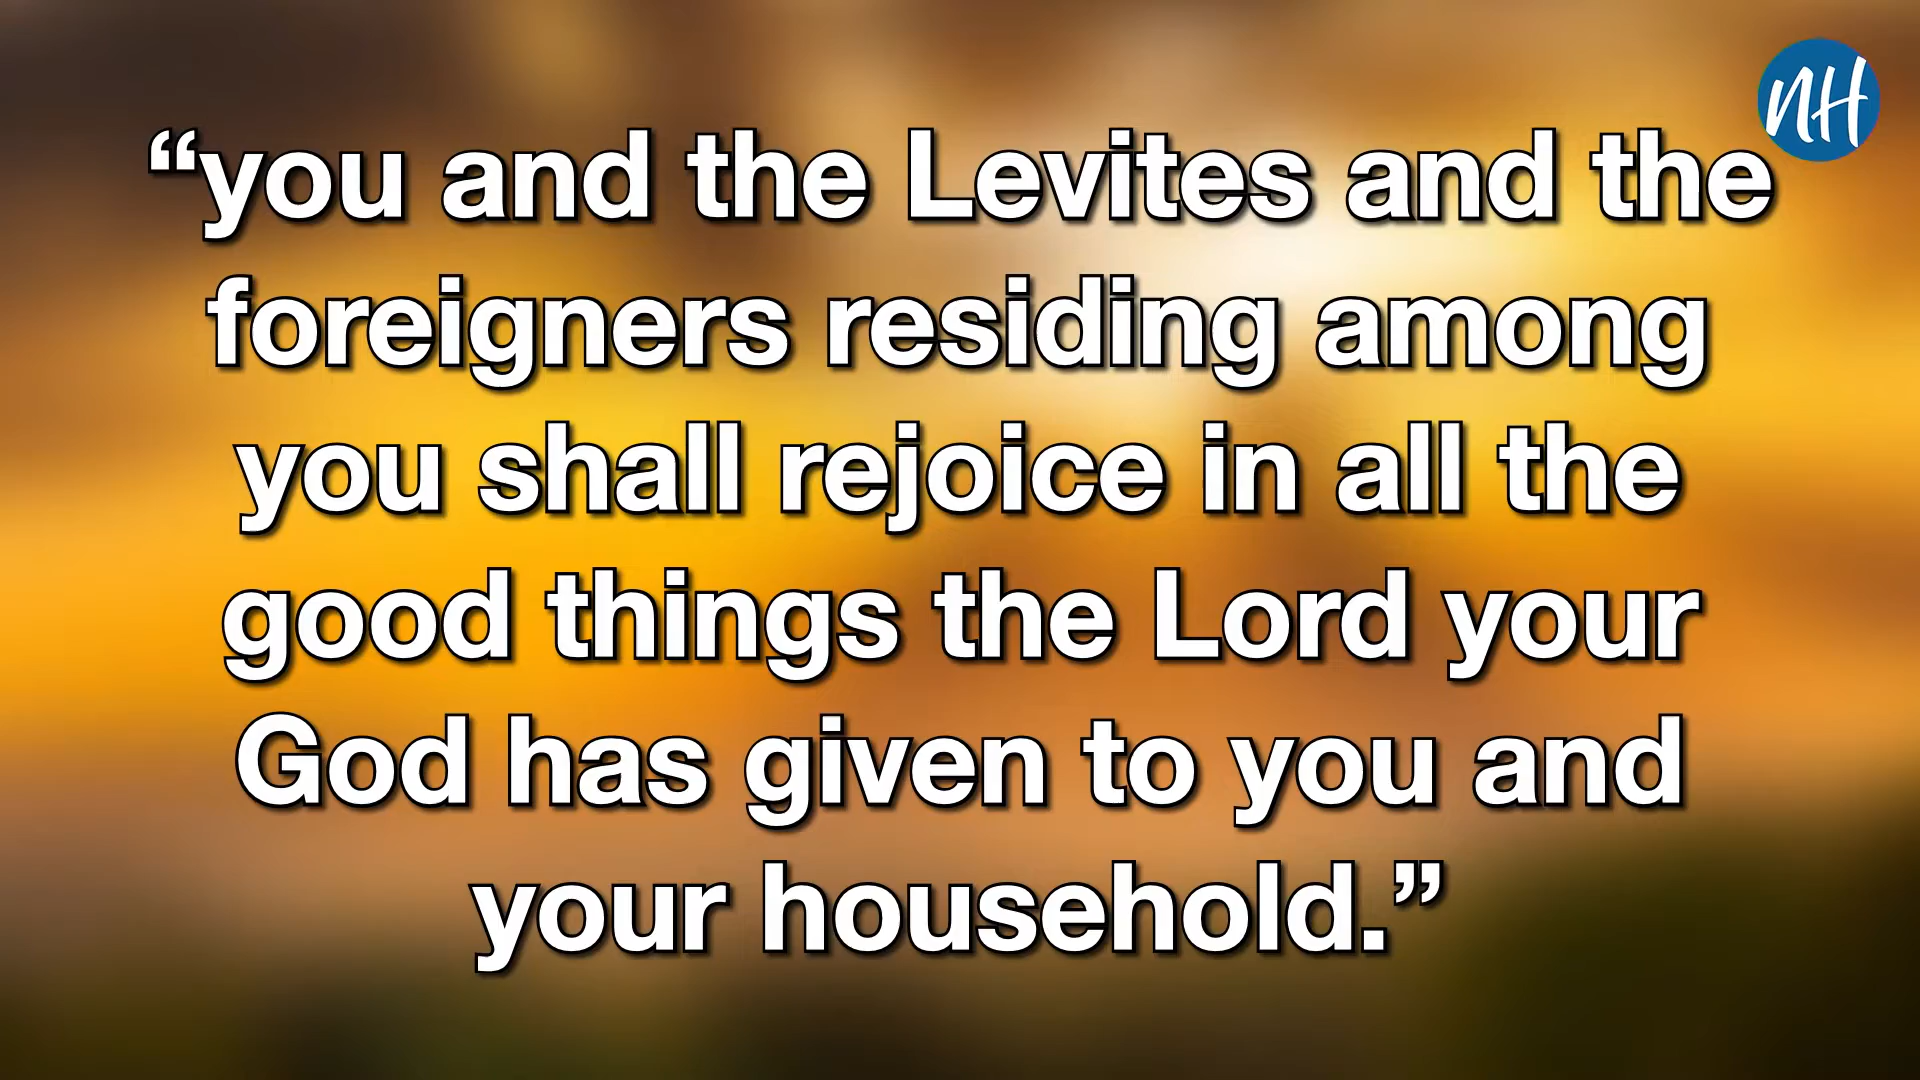 nH
“you and the Levites and the
foreigners residing among
you shall rejoice in all the
good things the Lord your
God has given to you and
your household.”